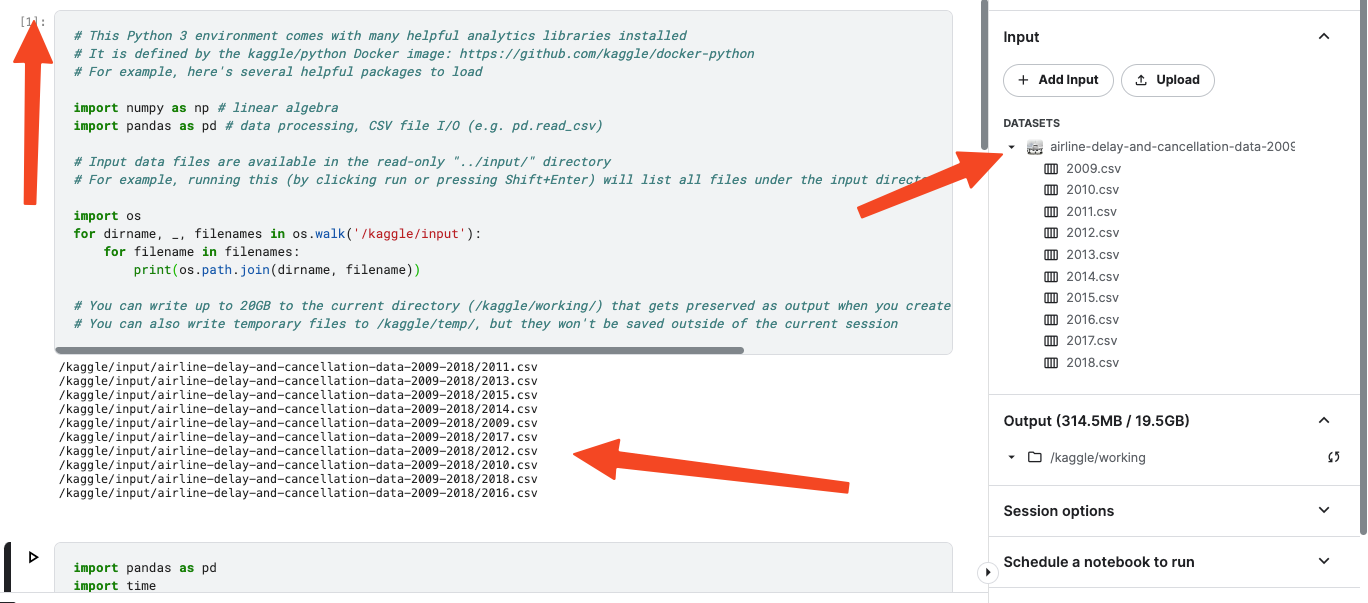 [1]:
# This Python 3 environment comes with many helpful analytics libraries installed
# It is defined by the kaggle/python Docker image: https://github.com/kaggle/docker-python
# For example, here's several helpful packages to load
import numpy as np # linear algebra
import pandas as pd # data processing, CSV file I/O (e.g. pd.read_csv)
# Input data files are available in the read-only "../input/" directory
# For example, running this (by clicking run or pressing Shift+Enter) will list all files under the input
import os
for dirname, _, filenames in os.walk('/kaggle/input'):
    for filename in filenames:
        print(os.path.join(dirname, filename))
# You can write up to 20GB to the current directory (/kaggle/working/) that gets preserved as output when you create
# You can also write temporary files to /kaggle/temp/, but they won't be saved outside of the current session
/kaggle/input/airline-delay-and-cancellation-data-2009-2018/2011.csv
/kaggle/input/airline-delay-and-cancellation-data-2009-2018/2013.csv
/kaggle/input/airline-delay-and-cancellation-data-2009-2018/2015.csv
/kaggle/input/airline-delay-and-cancellation-data-2009-2018/2014.csv
/kaggle/input/airline-delay-and-cancellation-data-2009-2018/2009.csv
/kaggle/input/airline-delay-and-cancellation-data-2009-2018/2017.csv
/kaggle/input/airline-delay-and-cancellation-data-2009-2018/2012.csv
/kaggle/input/airline-delay-and-cancellation-data-2009-2018/2010.csv
/kaggle/input/airline-delay-and-cancellation-data-2009-2018/2018.csv
/kaggle/input/airline-delay-and-cancellation-data-2009-2018/2016.csv
import pandas as pd
import time
Input
Add Input
Upload
DATASETS
airline-delay-and-cancellation-data-2009
2009.csv
2010.csv
2011.csv
2012.csv
2013.csv
2014.csv
2015.csv
2016.csv
2017.csv
2018.csv
Output (314.5MB / 19.5GB)
/kaggle/working
Session options
Schedule a notebook to run